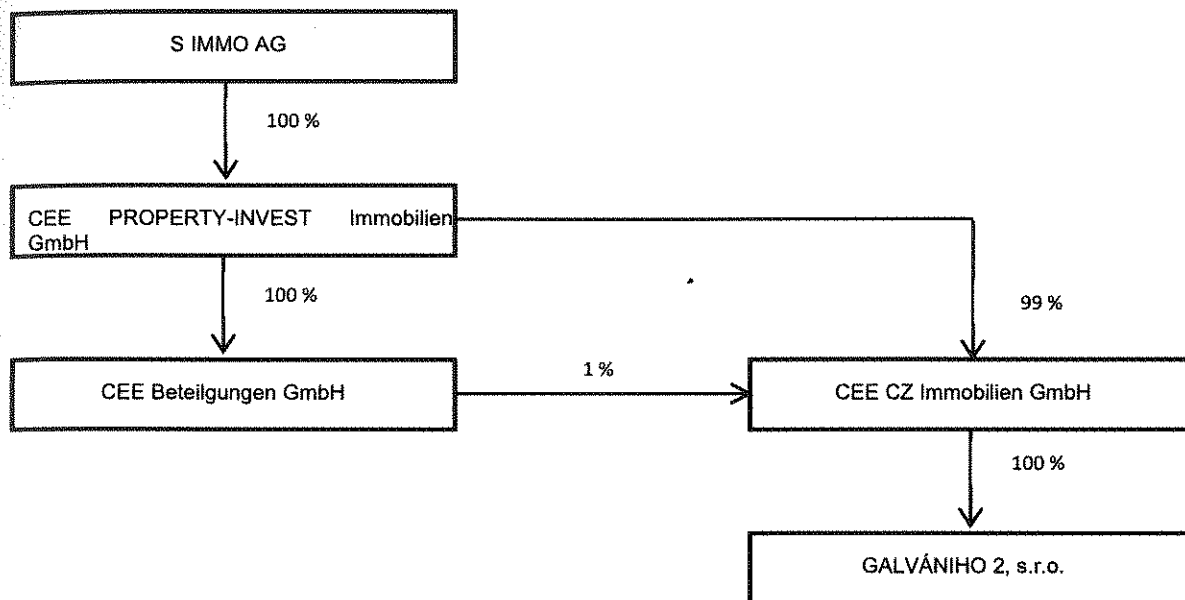 S IMMO AG
100 %
CEE PROPERTY-INVEST Immobilien
GmbH
100 %
99 %
CEE Beteilgungen GmbH
1 %
CEE CZ Immobilien GmbH
100 %
GALVÁNIHO 2, s.r.o.